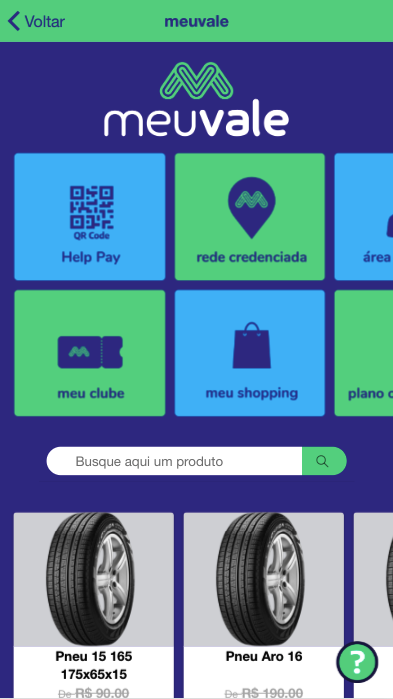 Voltar
meuvale
meuvale
QR Code
Help Pay
rede credenciada
área
meu clube
meu shopping
plano
Busque aqui um produto
Pneu 15 165
175x65x15
De R$ 90,00
Pneu Aro 16
De R$ 190,00
?